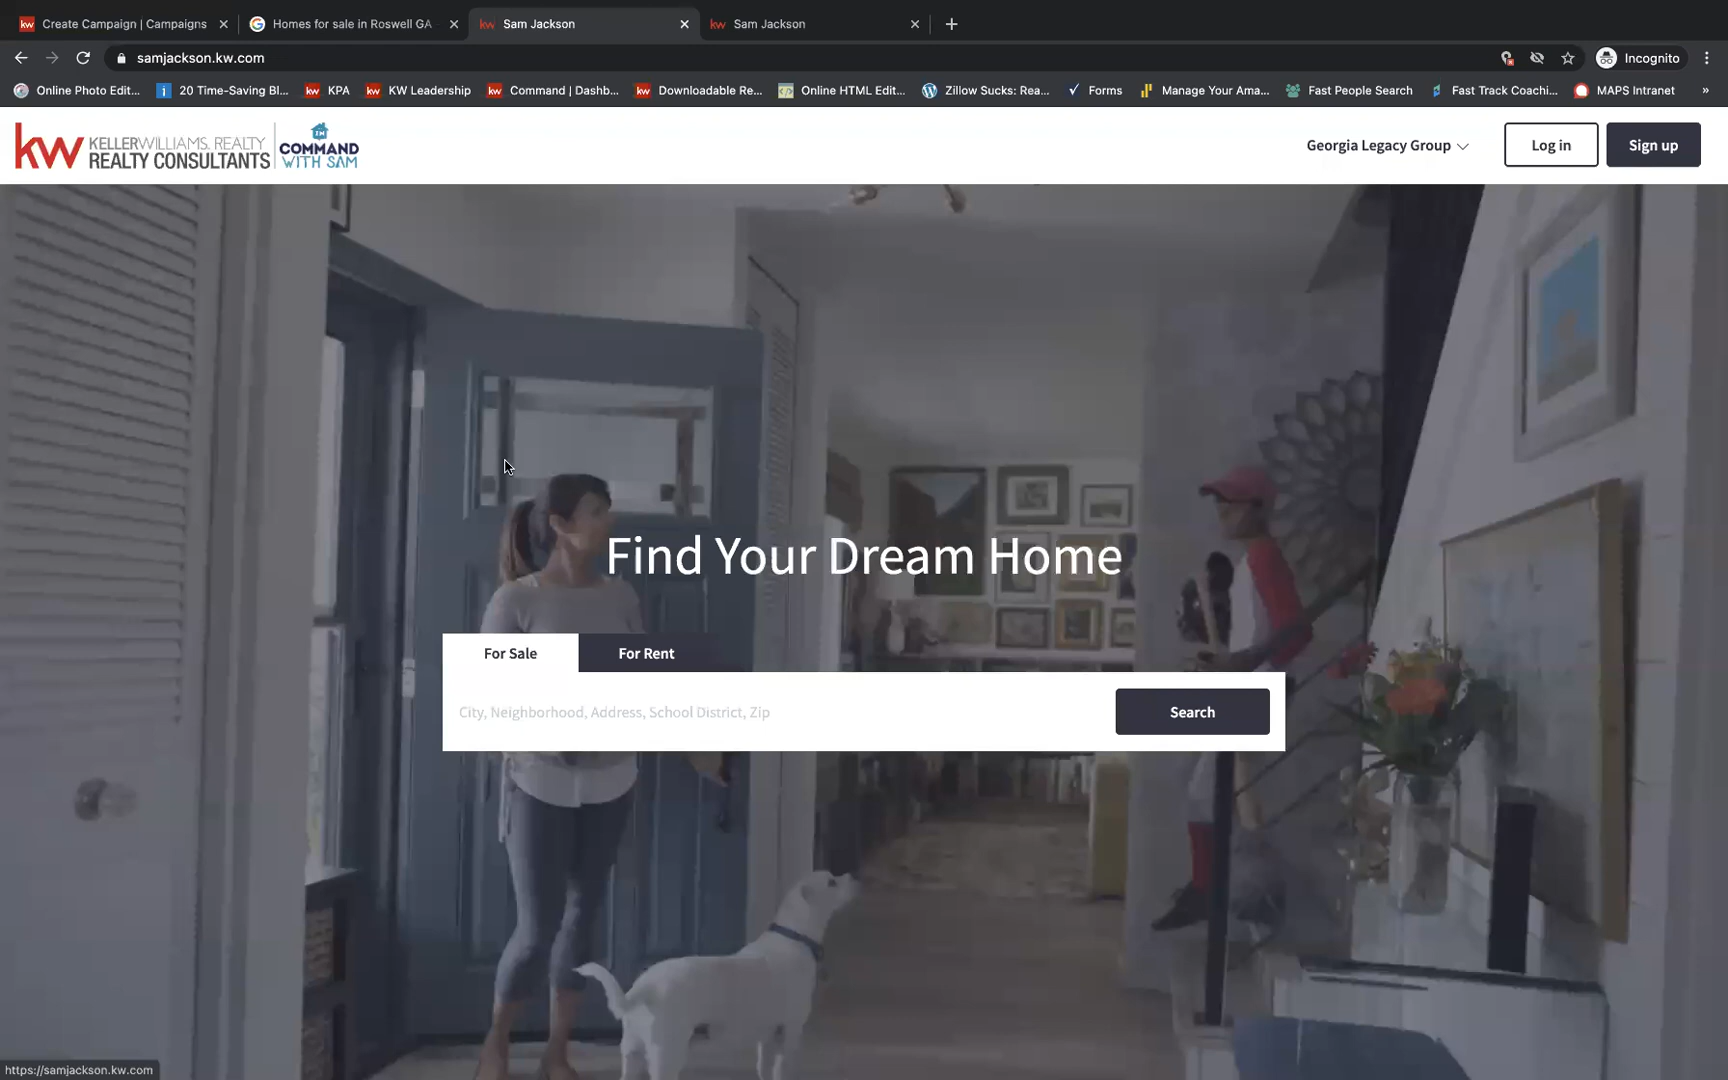 Create Campaign | Campaigns
Homes for sale in Roswell GA
Sam Jackson
Sam Jackson
samjackson.kw.com
Incognito
Online Photo Edit...
20 Time-Saving Bl...
KPA
KW Leadership
Command | Dashb...
Downloadable Re...
Online HTML Edit...
Zillow Sucks: Rea...
Forms
Manage Your Ama...
Fast People Search
Fast Track Coachi...
MAPS Intranet
»
kw KELLERWILLIAMS. REALTY
REALTY CONSULTANTS
COMMAND
WITH SAM
Georgia Legacy Group
Log in
Sign up
Find Your Dream Home
For Sale
For Rent
City, Neighborhood, Address, School District, Zip
Search
https://samjackson.kw.com